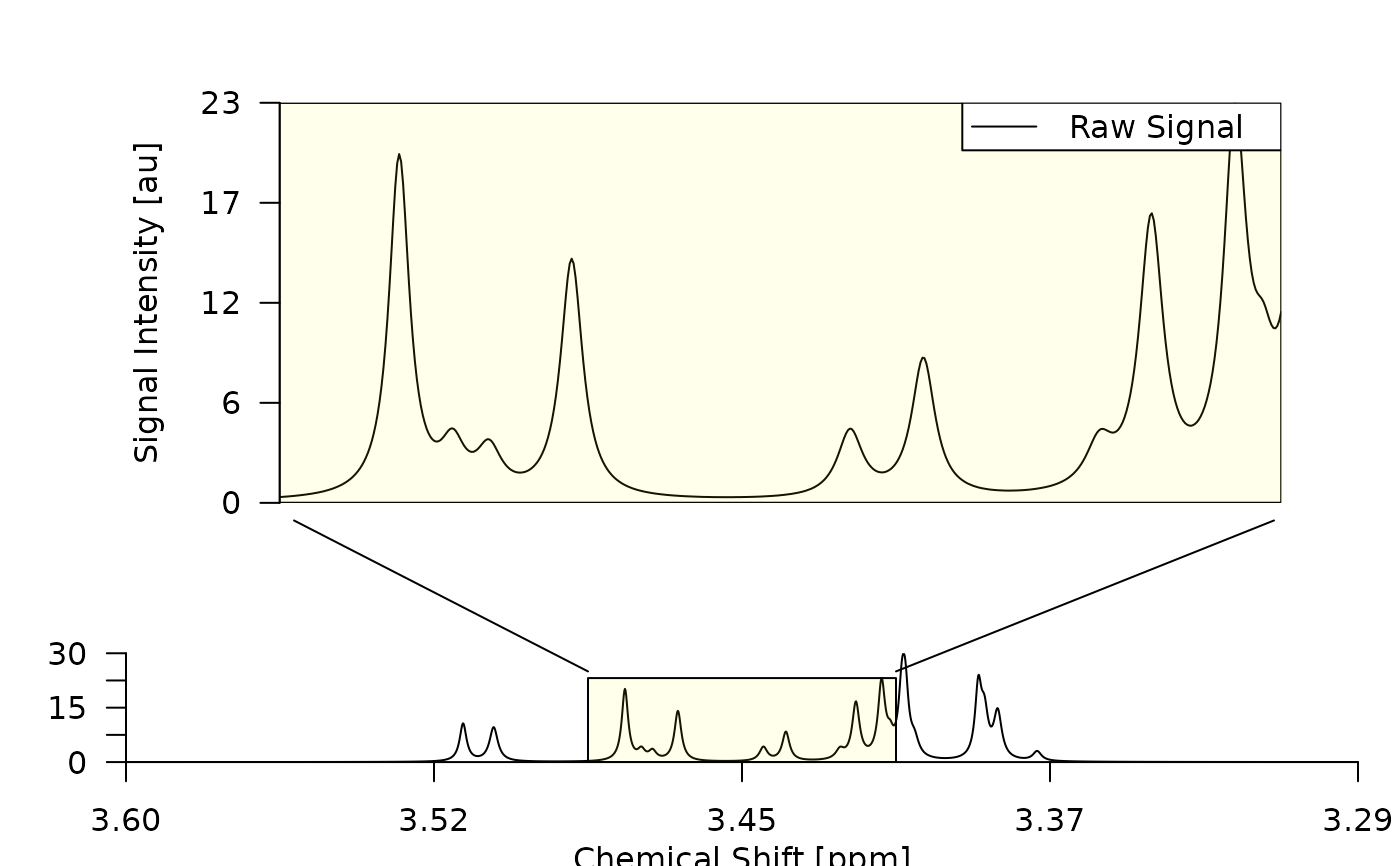 23
Raw Signal
17
12
6
0
Signal Intensity [au]
30
15
0
3.60 3.52 3.45 3.37 3.29
Chemical Shift [ppm]